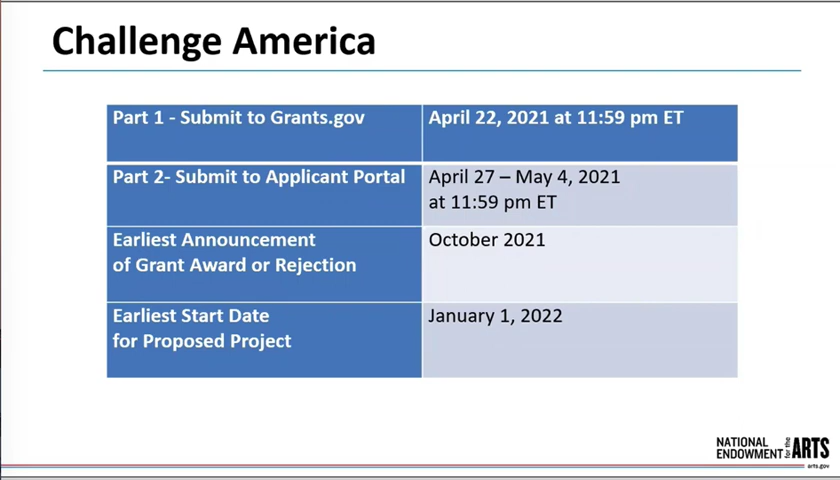 Challenge America
Part 1 - Submit to Grants.gov
April 22, 2021 at 11:59 pm ET
Part 2- Submit to Applicant Portal
April 27 – May 4, 2021
at 11:59 pm ET
Earliest Announcement
of Grant Award or Rejection
October 2021
Earliest Start Date
for Proposed Project
January 1, 2022
NATIONAL
ENDOWMENT for the ARTS
arts.gov